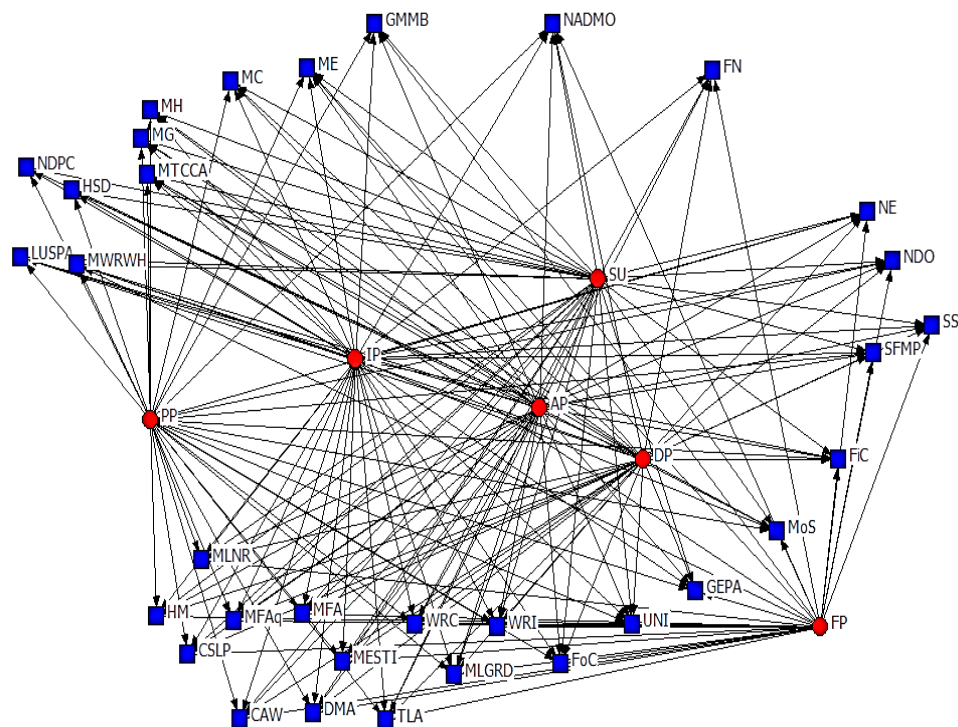 GMMB
NADMO
ME
FN
MC
MH
MG
NDPC
MTCCA
HSD
NE
LUSPA
MWRWH
NDO
SU
SS
SFMP
IP
AP
PP
DP
FiC
MoS
MLNR
GEPA
HM
MFAq
MFA
WRC
WRI
UNI
FP
CSLP
MESTI
MLGRD
FoC
CAW
DMA
TLA